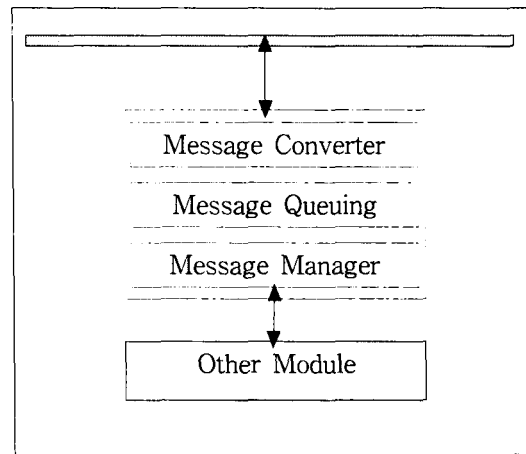 Message Converter
Message Queuing
Message Manager
Other Module